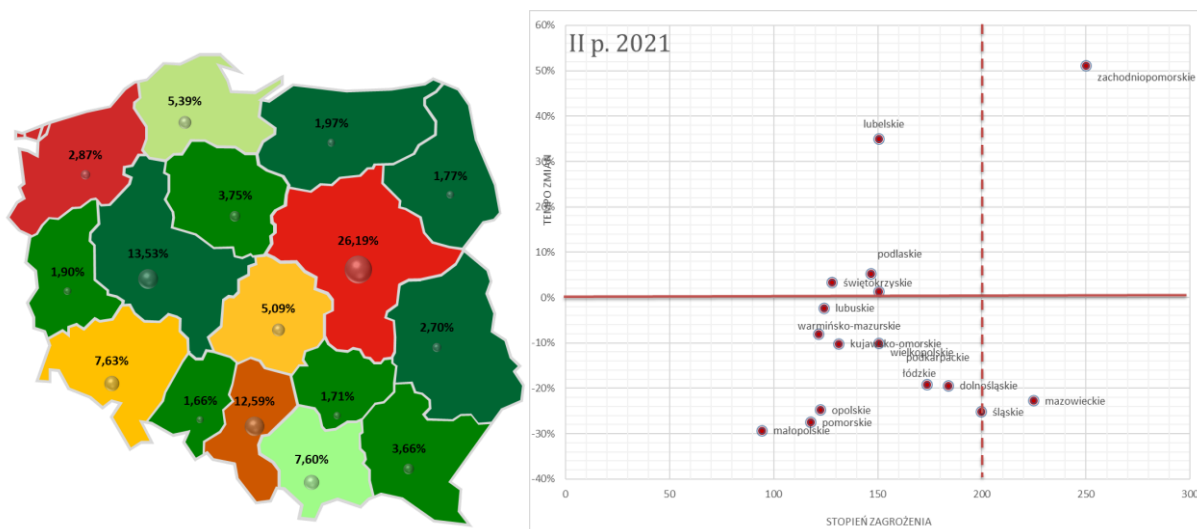 5,39%
1,97%
2,87%
1,77%
3,75%
26,19%
13,53%
1,90%
5,09%
2,70%
7,63%
1,66%
12,59%
1,71%
7,60%
3,66%
II p. 2021
60%
50%
40%
30%
20%
10%
0%
-10%
-20%
-30%
-40%
TEMPO ZMIAN
zachodniopomorskie
lubelskie
podlaskie
świętokrzyskie
lubuskie
warmińsko-mazurskie
kujawsko-omorskie
wielkopolskie
podkarpackie
łódzkie
dolnośląskie
mazowieckie
śląskie
opolskie
pomorskie
małopolskie
0 50 100 150 200 250 300
STOPIEŃ ZAGROŻENIA